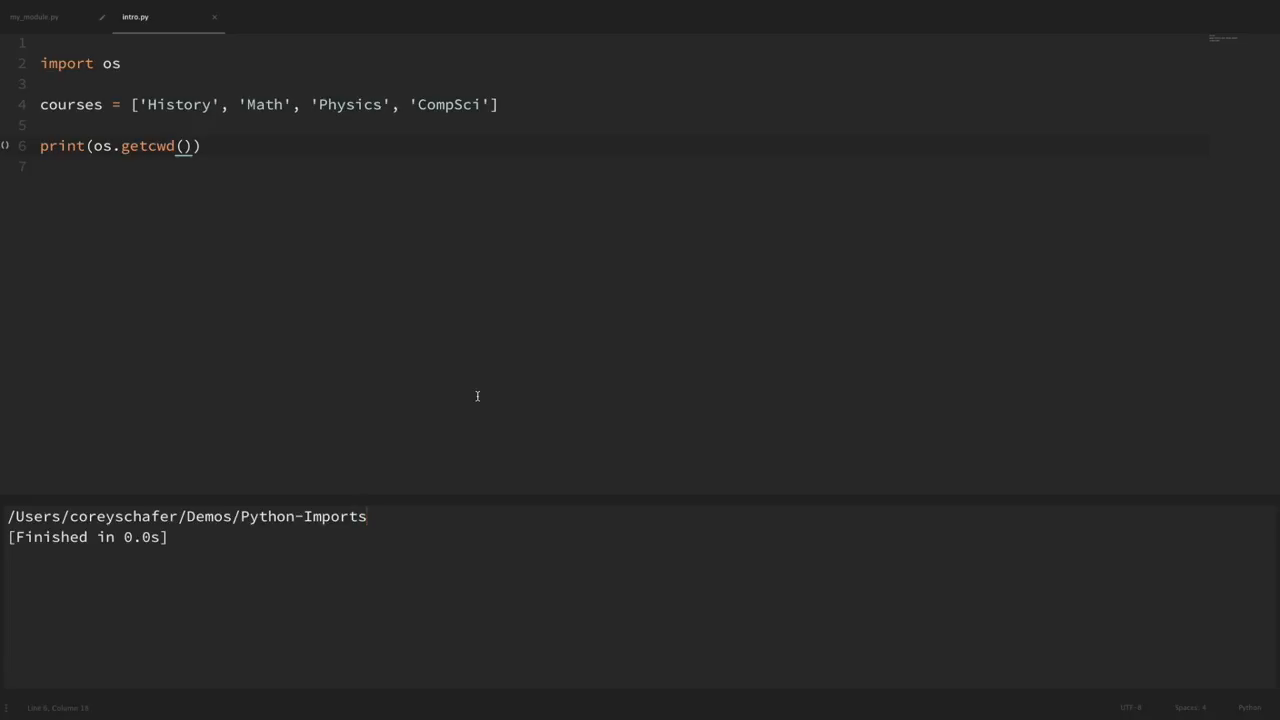 my_module.py intro.py
1
2 import os
3
4 courses = ['History', 'Math', 'Physics', 'CompSci']
5
6 print(os.getcwd())
7
/Users/coreyschafer/Demos/Python-Imports
[Finished in 0.0s]
Line 6, Column 18 UTF-8 Spaces: 4 Python